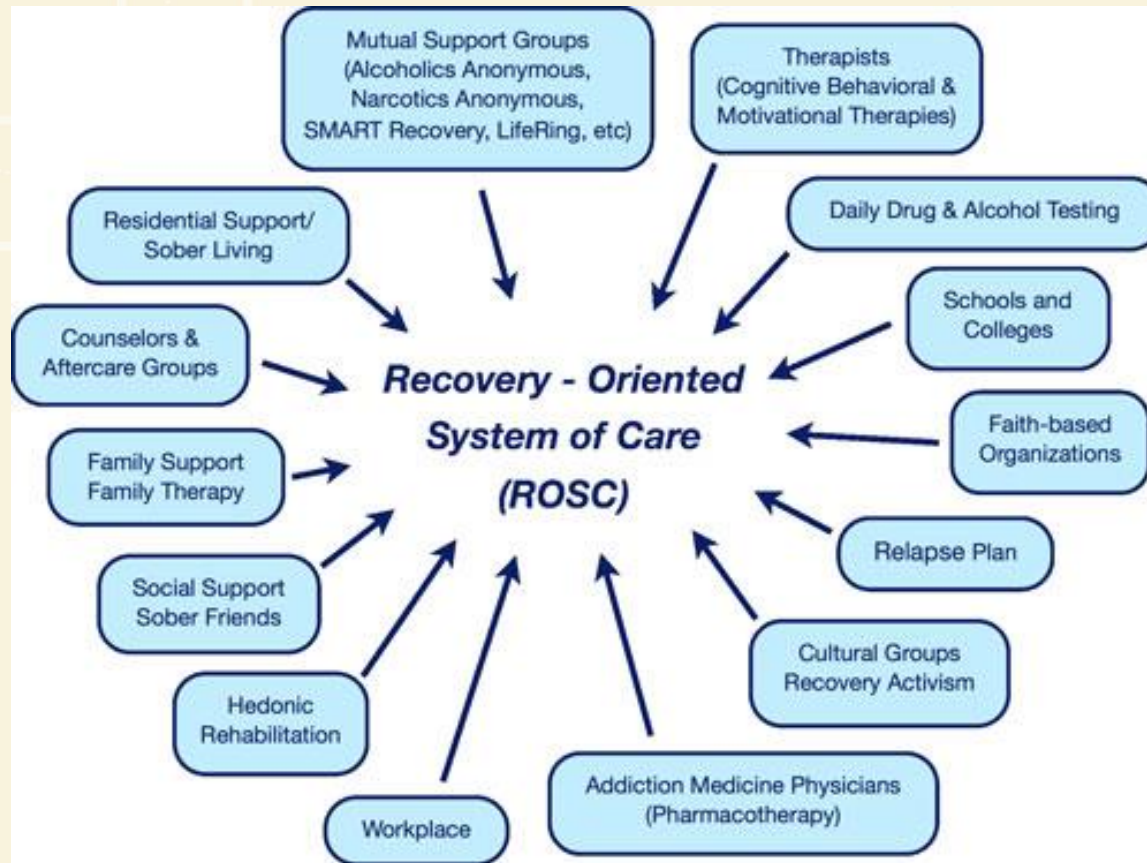 Mutual Support Groups
(Alcoholics Anonymous,
Narcotics Anonymous,
SMART Recovery, LifeRing, etc)
Therapists
(Cognitive Behavioral &
Motivational Therapies)
Daily Drug & Alcohol Testing
Schools and
Colleges
Faith-based
Organizations
Relapse Plan
Cultural Groups
Recovery Activism
Addiction Medicine Physicians
(Pharmacotherapy)
Workplace
Hedonic
Rehabilitation
Social Support
Sober Friends
Family Support
Family Therapy
Counselors &
Aftercare Groups
Residential Support/
Sober Living
Recovery - Oriented
System of Care
(ROSC)